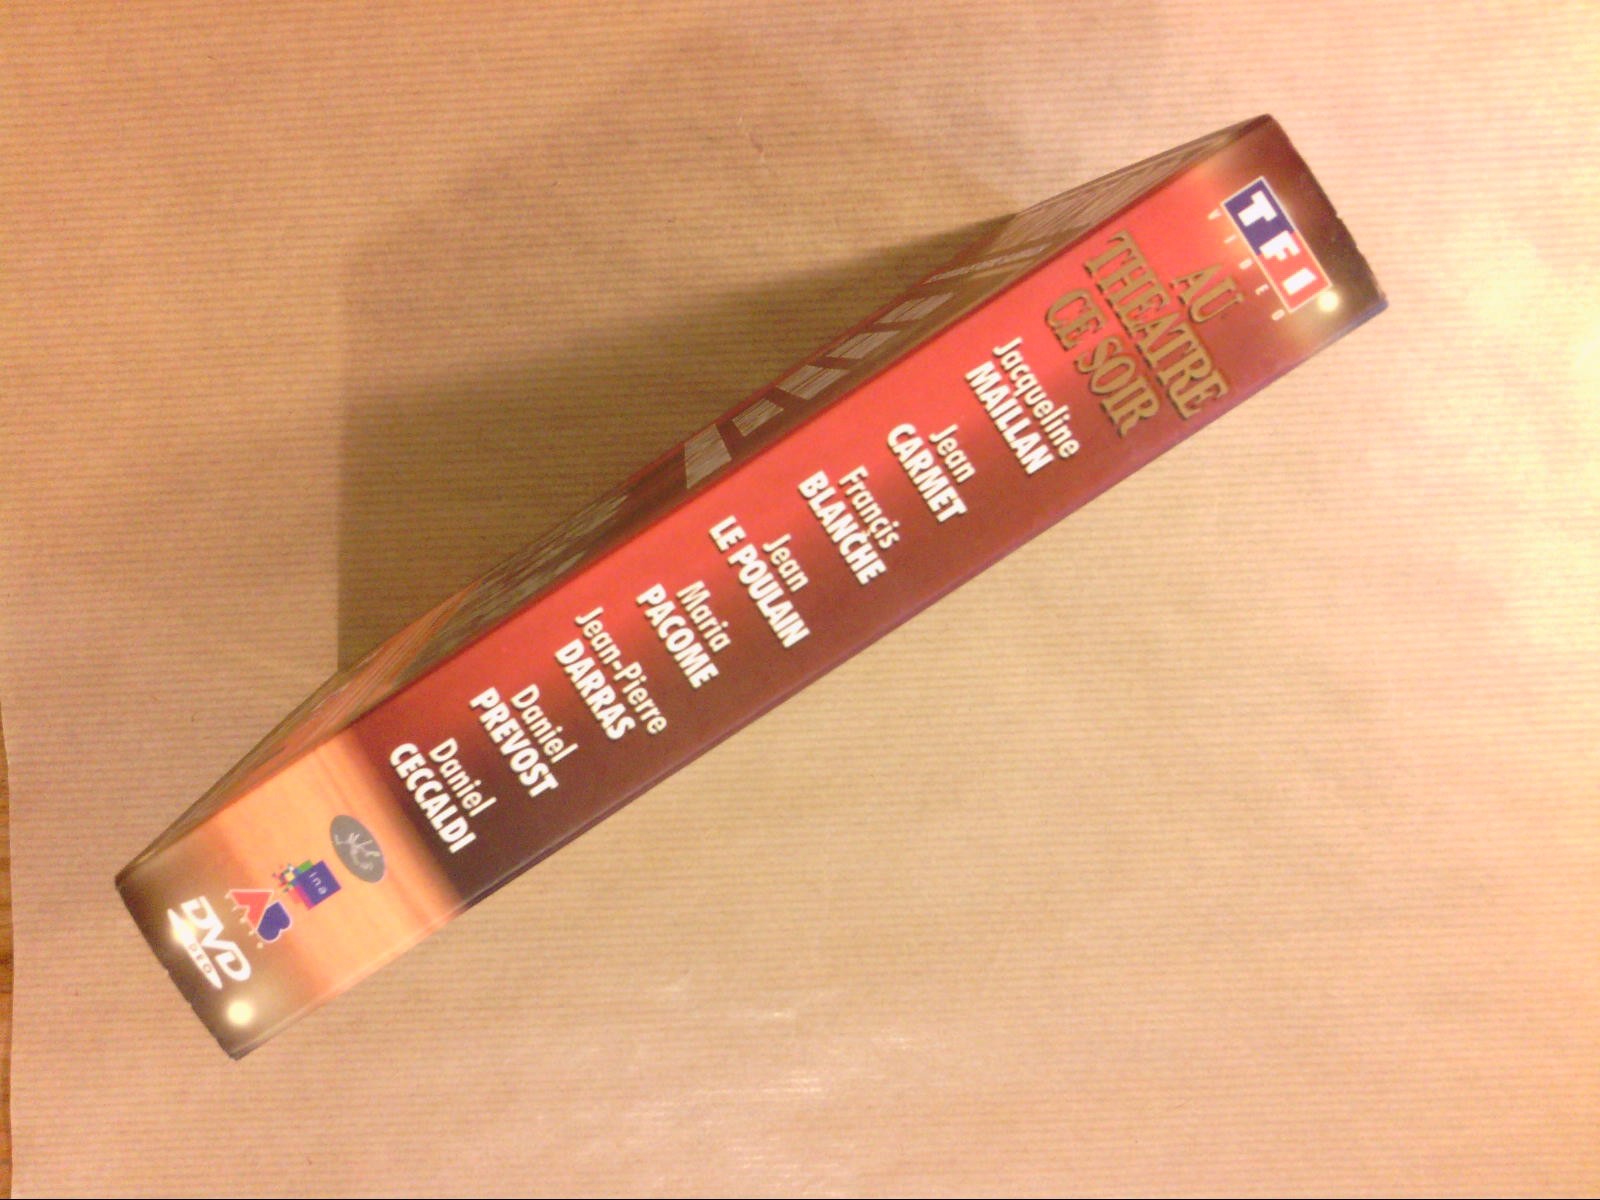 TF1
VIDEO
AU
THEATRE
CE SOIR
Jacqueline
MAILLAN
Jean
CARMET
Francis
BLANCHE
Jean
LE POULAIN
Maria
PACOME
Jean-Pierre
DARRAS
Daniel
PREVOST
Daniel
CECCALDI
ina
AB
DVD
VIDEO